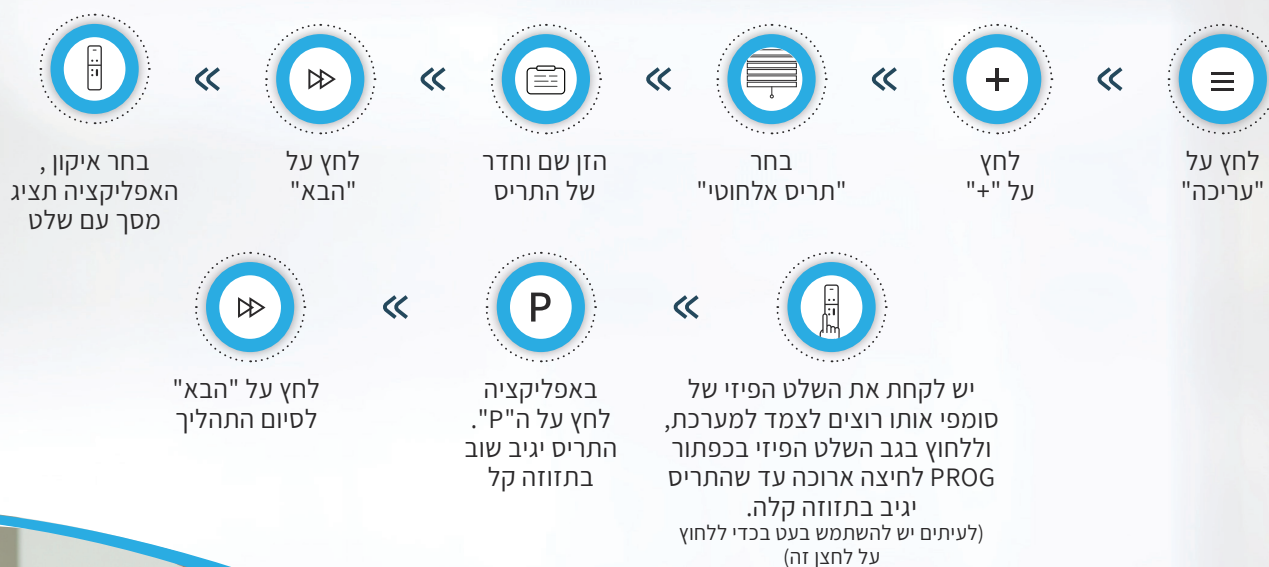 לחץ על
"עריכה"
לחץ
על "+"
בחר
"תריס אלחוטי"
הזן שם וחדר
של התריס
לחץ על
"הבא"
בחר איקון ,
האפליקציה תציג
מסך עם שלט
יש לקחת את השלט הפיזי של
סומפי אותו רוצים לצמד למערכת,
וללחוץ בגב השלט הפיזי בכפתור
PROG לחיצה ארוכה עד שהתריס
יגיב בתזוזה קלה.
(לעיתים יש להשתמש בעט בכדי ללחוץ
על לחצן זה)
P
באפליקציה
לחץ על ה"P".
התריס יגיב שוב
בתזוזה קל
לחץ על "הבא"
לסיום התהליך